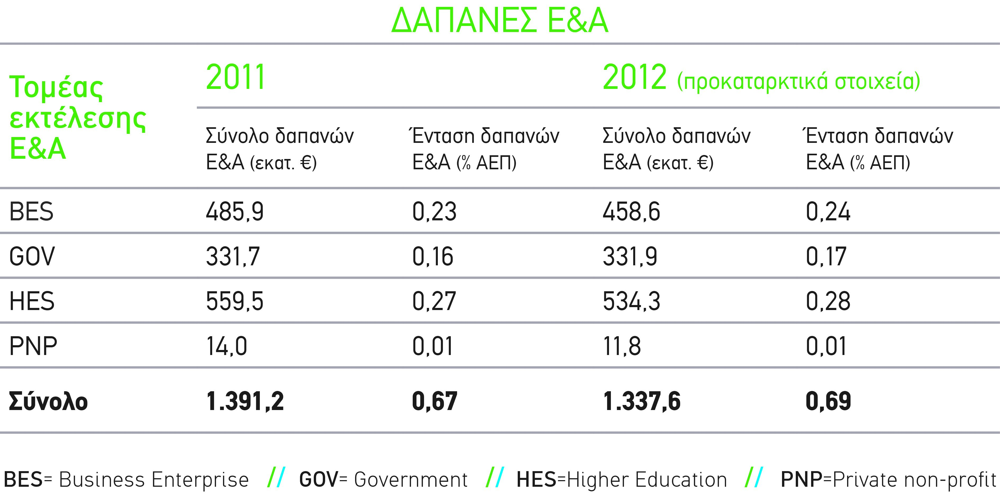 ΔΑΠΑΝΕΣ Ε&Α
Τομέας
εκτέλεσης
Ε&Α
2011
2012 (προκαταρκτικά στοιχεία)
Σύνολο δαπανών
Ε&Α (εκατ. €)
Ένταση δαπανών
Ε&Α (% ΑΕΠ)
Σύνολο δαπανών
Ε&Α (εκατ. €)
Ένταση δαπανών
Ε&Α (% ΑΕΠ)
BES 485,9 0,23 458,6 0,24
GOV 331,7 0,16 331,9 0,17
HES 559,5 0,27 534,3 0,28
PNP 14,0 0,01 11,8 0,01
Σύνολο 1.391,2 0,67 1.337,6 0,69
BES= Business Enterprise // GOV= Government // HES=Higher Education // PNP=Private non-profit